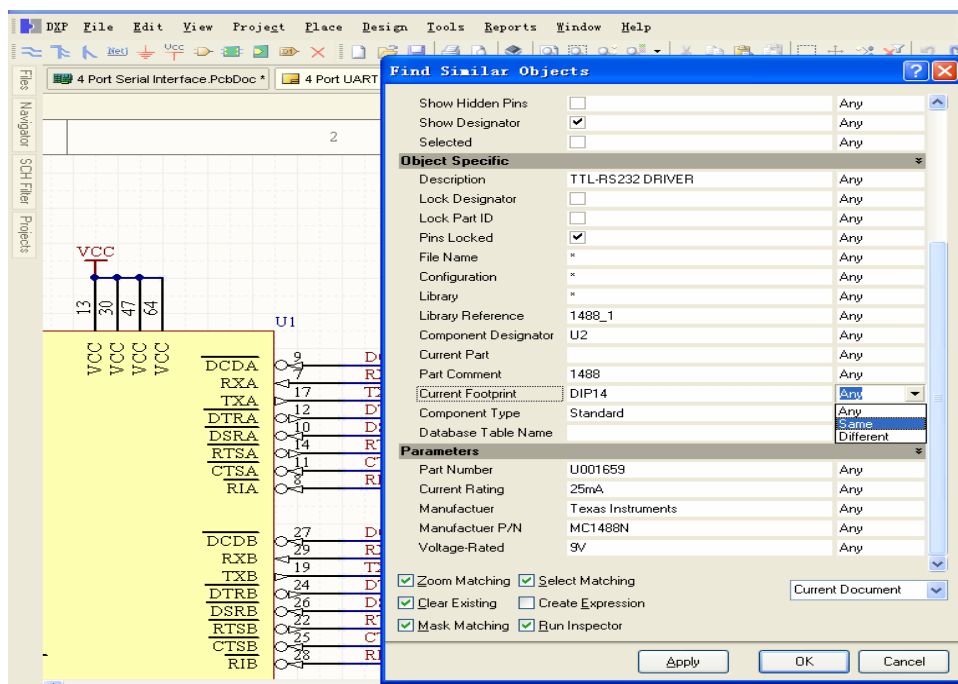 DXP File Edit View Project Place Design Tools Reports Window Help
Net
Vcc
4 Port Serial Interface.PcbDoc *
4 Port UART
Files
Navigator
SCH Filter
Projects
2
VCC
13
30
47
64
VCC
VCC
VCC
VCC
U1
DCDA 9
RXA 7
TXA 17
DTRA 12
DSRA 10
RTSA 14
CTSA 11
RIA 8
DCDB 27
RXB 29
TXB 19
DTRB 24
DSRB 26
RTSB 22
CTSB 25
RIB 28
Find Similar Objects
Show Hidden Pins Any
Show Designator Any
Selected Any
Object Specific
Description TTL-RS232 DRIVER Any
Lock Designator Any
Lock Part ID Any
Pins Locked Any
File Name * Any
Configuration * Any
Library * Any
Library Reference 1488_1 Any
Component Designator U2 Any
Current Part Any
Part Comment 1488 Any
Current Footprint DIP14 Any
Component Type Standard Any
Same
Database Table Name Different
Parameters
Part Number U001659 Any
Current Rating 25mA Any
Manufactuer Texas Instruments Any
Manufactuer P/N MC1488N Any
Voltage-Rated 9V Any
Zoom Matching Select Matching
Current Document
Clear Existing Create Expression
Mask Matching Run Inspector
Apply OK Cancel